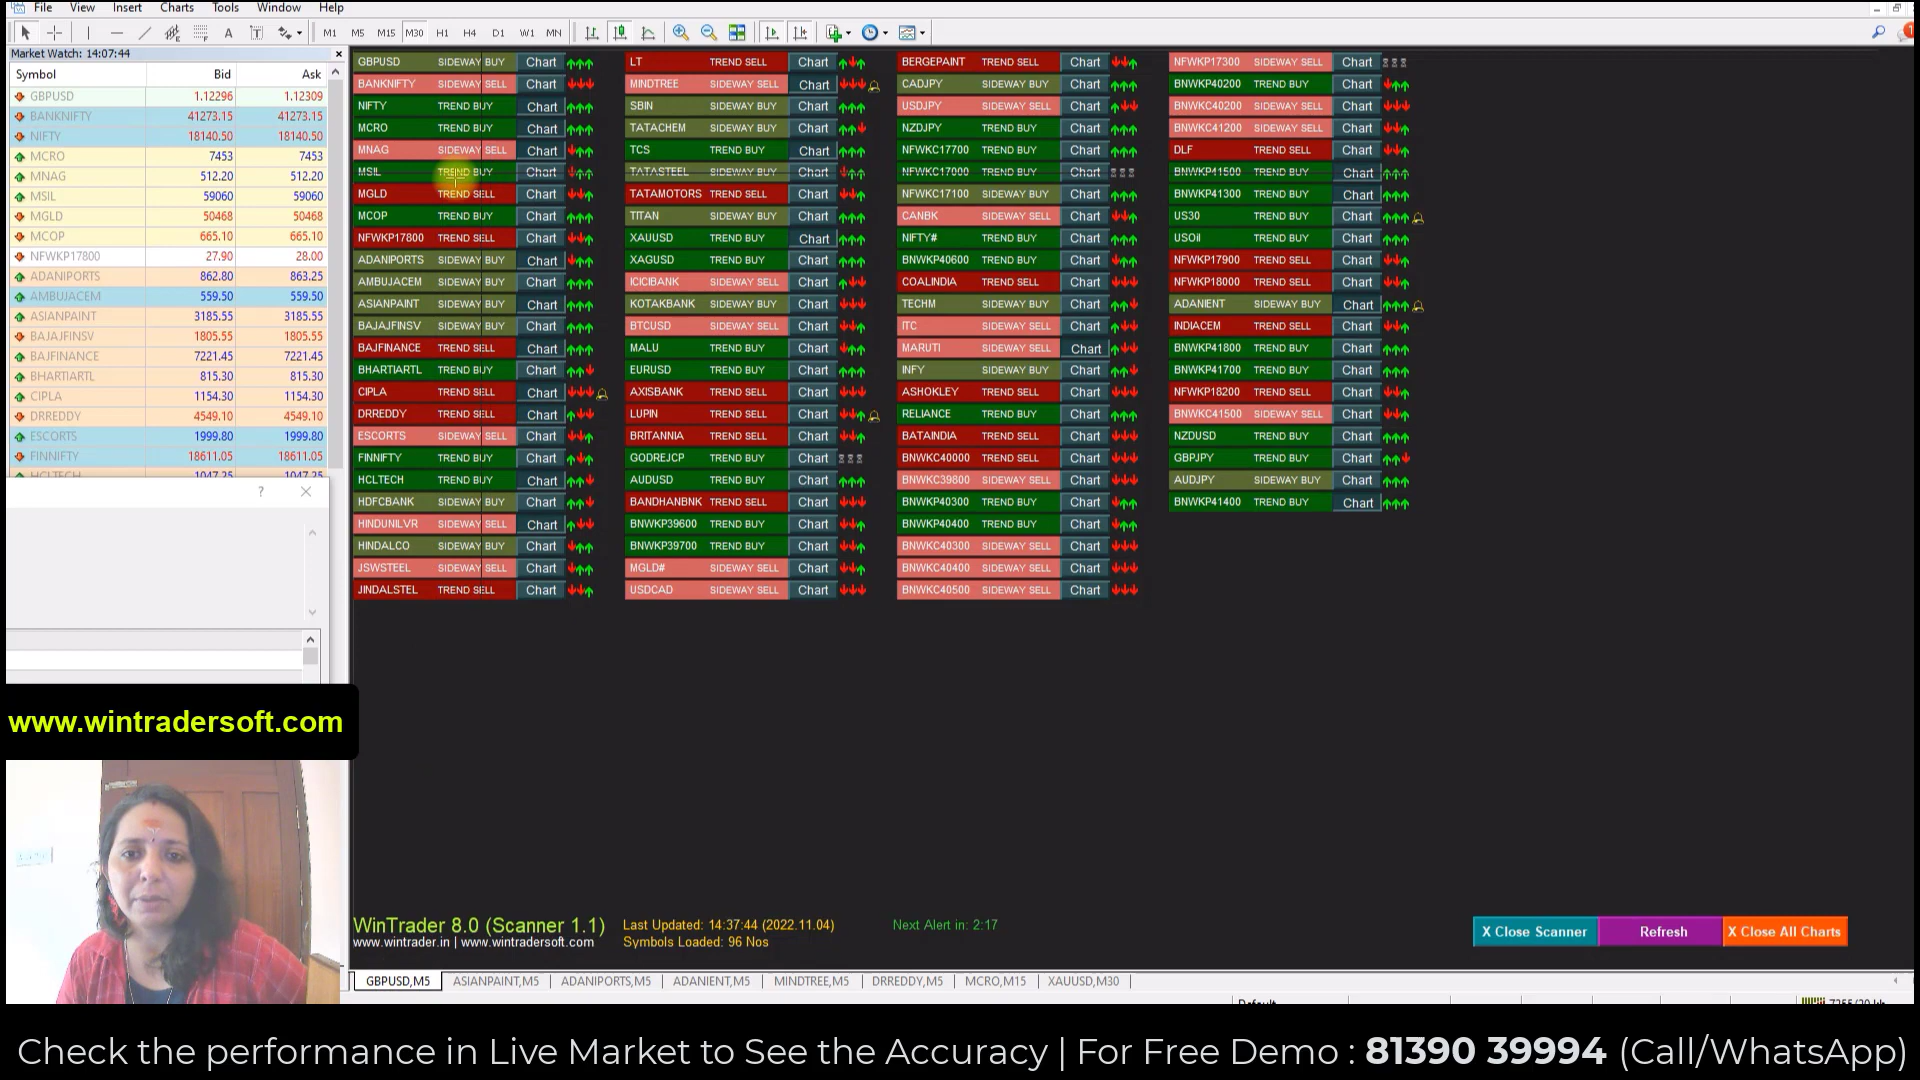 File View Insert Charts Tools Window Help
M1 M5 M15 M30 H1 H4 D1 W1 MN
Market Watch: 14:07:44
Symbol Bid Ask
GBPUSD 1.12296 1.12309
BANKNIFTY 41273.15 41273.15
NIFTY 18140.50 18140.50
MCRO 7453 7453
MNAG 512.20 512.20
MSIL 59060 59060
MGLD 50468 50468
MCOP 665.10 665.10
NFWKP17800 27.90 28.00
ADANIPORTS 862.80 863.25
AMBUJACEM 559.50 559.50
ASIANPAINT 3185.55 3185.55
BAJAJFINSV 1805.55 1805.55
BAJFINANCE 7221.45 7221.45
BHARTIARTL 815.30 815.30
CIPLA 1154.30 1154.30
DRREDDY 4549.10 4549.10
ESCORTS 1999.80 1999.80
FINNIFTY 18611.05 18611.05
HCLTECH 1047.25 1047.25
?
www.wintradersoft.com
GBPUSD SIDEWAY BUY Chart
BANKNIFTY SIDEWAY SELL Chart
NIFTY TREND BUY Chart
MCRO TREND BUY Chart
MNAG SIDEWAY SELL Chart
MSIL TREND BUY Chart
MGLD TREND SELL Chart
MCOP TREND BUY Chart
NFWKP17800 TREND SELL Chart
ADANIPORTS SIDEWAY BUY Chart
AMBUJACEM SIDEWAY BUY Chart
ASIANPAINT SIDEWAY BUY Chart
BAJAJFINSV SIDEWAY BUY Chart
BAJFINANCE TREND SELL Chart
BHARTIARTL TREND BUY Chart
CIPLA TREND SELL Chart
DRREDDY TREND SELL Chart
ESCORTS SIDEWAY SELL Chart
FINNIFTY TREND BUY Chart
HCLTECH TREND BUY Chart
HDFCBANK SIDEWAY BUY Chart
HINDUNILVR SIDEWAY SELL Chart
HINDALCO SIDEWAY BUY Chart
JSWSTEEL SIDEWAY SELL Chart
JINDALSTEL TREND SELL Chart
LT TREND SELL Chart
MINDTREE SIDEWAY SELL Chart
SBIN SIDEWAY BUY Chart
TATACHEM SIDEWAY BUY Chart
TCS TREND BUY Chart
TATASTEEL SIDEWAY BUY Chart
TATAMOTORS TREND SELL Chart
TITAN SIDEWAY BUY Chart
XAUUSD TREND BUY Chart
XAGUSD TREND BUY Chart
ICICIBANK SIDEWAY SELL Chart
KOTAKBANK SIDEWAY BUY Chart
BTCUSD SIDEWAY SELL Chart
MALU TREND BUY Chart
EURUSD TREND BUY Chart
AXISBANK TREND SELL Chart
LUPIN TREND SELL Chart
BRITANNIA TREND SELL Chart
GODREJCP TREND BUY Chart
AUDUSD TREND BUY Chart
BANDHANBNK TREND SELL Chart
BNWKP39600 TREND BUY Chart
BNWKP39700 TREND BUY Chart
MGLD# SIDEWAY SELL Chart
USDCAD SIDEWAY SELL Chart
BERGEPAINT TREND SELL Chart
CADJPY SIDEWAY BUY Chart
USDJPY SIDEWAY SELL Chart
NZDJPY TREND BUY Chart
NFWKC17700 TREND BUY Chart
NFWKC17000 TREND BUY Chart
NFWKC17100 SIDEWAY BUY Chart
CANBK SIDEWAY SELL Chart
NIFTY# TREND BUY Chart
BNWKP40600 TREND BUY Chart
COALINDIA TREND SELL Chart
TECHM SIDEWAY BUY Chart
ITC SIDEWAY SELL Chart
MARUTI SIDEWAY SELL Chart
INFY SIDEWAY BUY Chart
ASHOKLEY TREND SELL Chart
RELIANCE TREND BUY Chart
BATAINDIA TREND SELL Chart
BNWKC40000 TREND SELL Chart
BNWKC39800 SIDEWAY SELL Chart
BNWKP40300 TREND BUY Chart
BNWKP40400 TREND BUY Chart
BNWKC40300 SIDEWAY SELL Chart
BNWKC40400 SIDEWAY SELL Chart
BNWKC40500 SIDEWAY SELL Chart
NFWKP17300 SIDEWAY SELL Chart
BNWKP40200 TREND BUY Chart
BNWKC40200 SIDEWAY SELL Chart
BNWKC41200 SIDEWAY SELL Chart
DLF TREND SELL Chart
BNWKP41500 TREND BUY Chart
BNWKP41300 TREND BUY Chart
US30 TREND BUY Chart
USOil TREND BUY Chart
NFWKP17900 TREND SELL Chart
NFWKP18000 TREND SELL Chart
ADANIENT SIDEWAY BUY Chart
INDIACEM TREND SELL Chart
BNWKP41800 TREND BUY Chart
BNWKP41700 TREND BUY Chart
NFWKP18200 TREND SELL Chart
BNWKC41500 SIDEWAY SELL Chart
NZDUSD TREND BUY Chart
GBPJPY TREND BUY Chart
AUDJPY SIDEWAY BUY Chart
BNWKP41400 TREND BUY Chart
WinTrader 8.0 (Scanner 1.1)
www.wintrader.in | www.wintradersoft.com
Last Updated: 14:37:44 (2022.11.04)
Symbols Loaded: 96 Nos
Next Alert in: 2:17
X Close Scanner Refresh X Close All Charts
GBPUSD,M5 ASIANPAINT,M5 ADANIPORTS,M5 ADANIENT,M5 MINDTREE,M5 DRREDDY,M5 MCRO,M15 XAUUSD,M30
Check the performance in Live Market to See the Accuracy | For Free Demo : 81390 39994 (Call/WhatsApp)